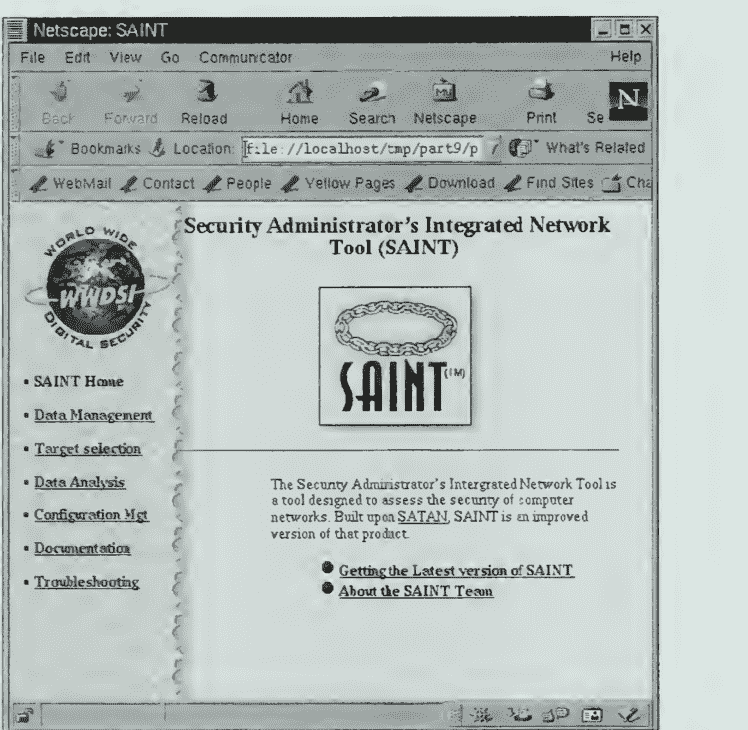 Netscape: SAINT
File Edit View Go Communicator Help
Back Forward Reload Home Search Netscape Print Se
N
Bookmarks Location: file://localhost/tmp/part9/p What's Related
WebMail Contact People Yellow Pages Download Find Sites Cha
WORLD WIDE
WWDSI
DIGITAL SECURITY
Security Administrator's Integrated Network
Tool (SAINT)
SAINT(TM)
SAINT Home
Data Management
Target selection
Data Analysis
Configuration Mgt
Documentation
Troubleshooting
The Security Administrator's Intergrated Network Tool is
a tool designed to assess the security of computer
networks. Built upon SATAN, SAINT is an improved
version of that product.
Getting the Latest version of SAINT
About the SAINT Team